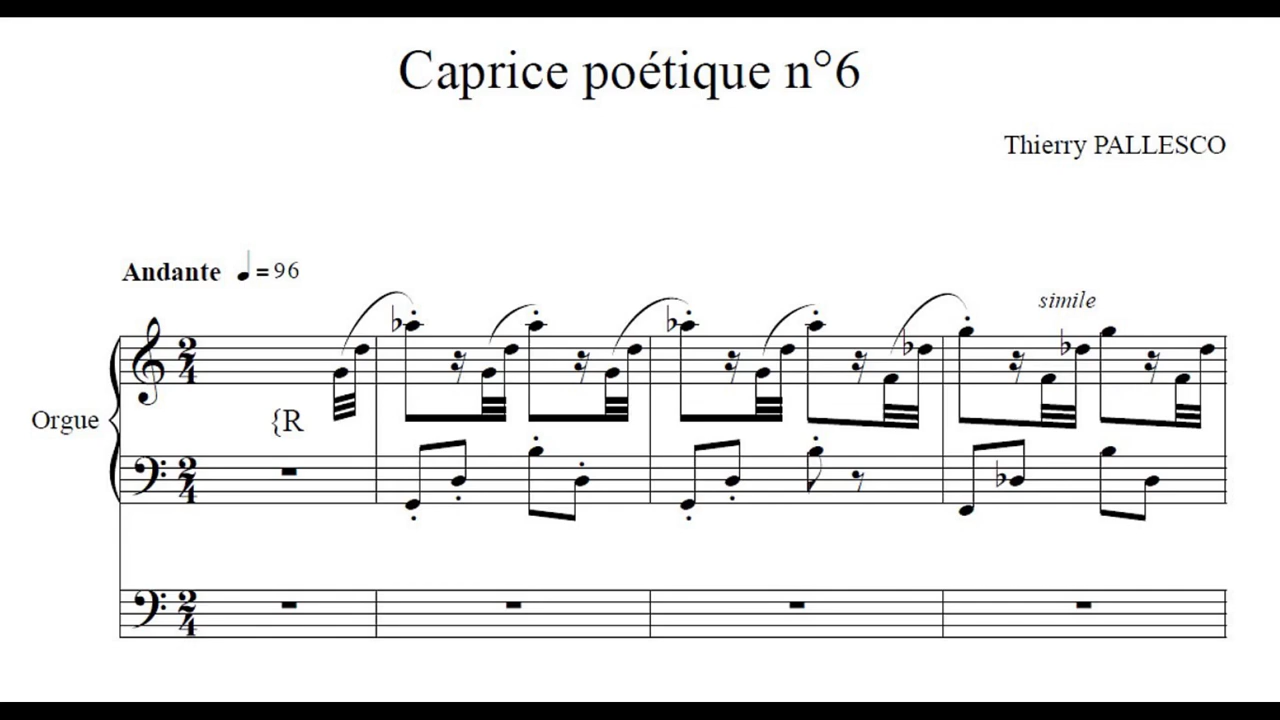 Caprice poétique n°6
Thierry PALLESCO
Andante ♩ = 96
simile
Orgue
{R